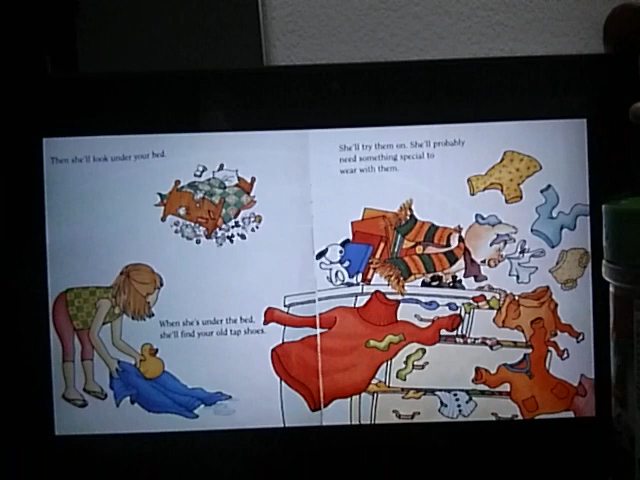 Then she'll look under your bed.
When she's under the bed,
she'll find your old tap shoes.
She'll try them on. She'll probably
need something special to
wear with them.